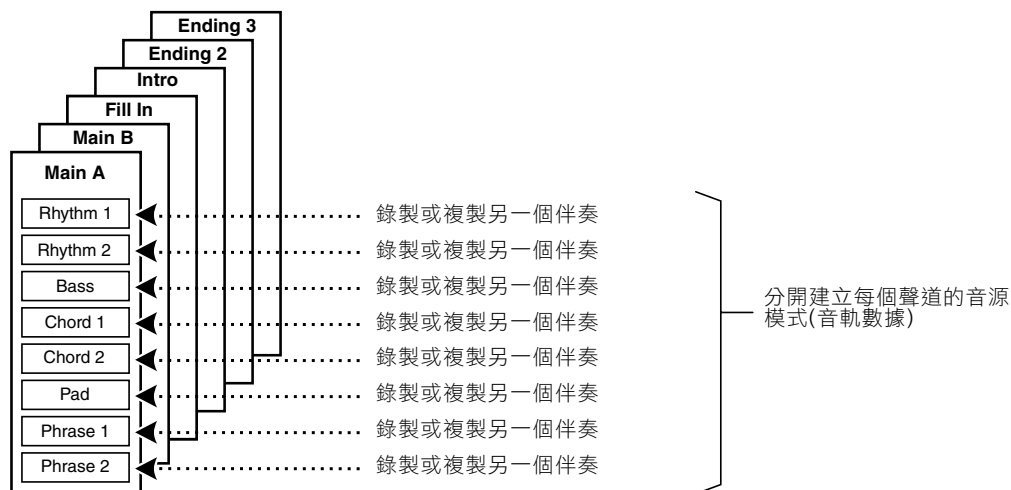 Ending 3
Ending 2
Intro
Fill In
Main B
Main A
Rhythm 1 錄製或複製另一個伴奏
Rhythm 2 錄製或複製另一個伴奏
Bass 錄製或複製另一個伴奏
Chord 1 錄製或複製另一個伴奏
Chord 2 錄製或複製另一個伴奏
Pad 錄製或複製另一個伴奏
Phrase 1 錄製或複製另一個伴奏
Phrase 2 錄製或複製另一個伴奏
分開建立每個聲道的音源
模式(音軌數據)